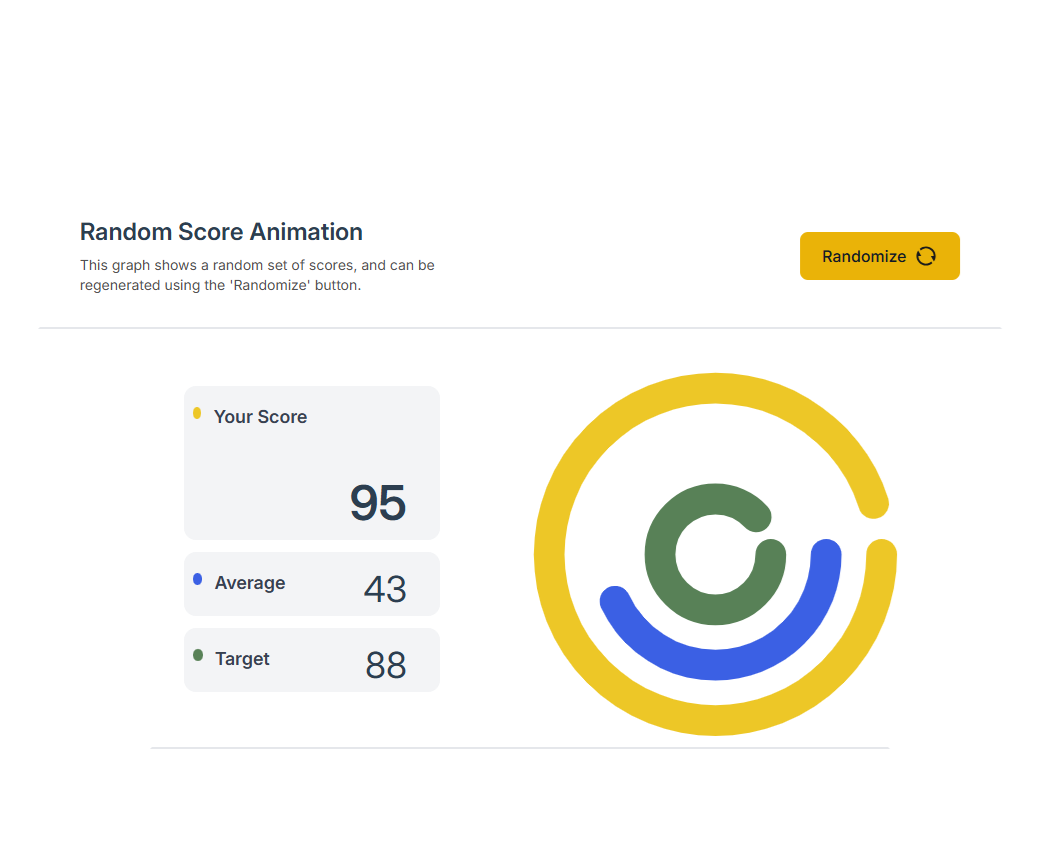 Random Score Animation
This graph shows a random set of scores, and can be
regenerated using the 'Randomize' button.
Randomize
Your Score
95
Average
43
Target
88